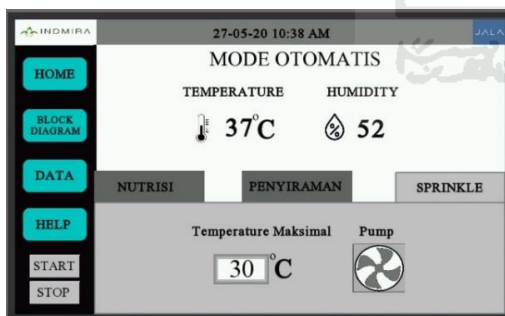 INDMIRA
27-05-20 10:38 AM
JALA
MODE OTOMATIS
HOME
TEMPERATURE HUMIDITY
BLOCK
DIAGRAM
37°C 52
DATA
NUTRISI PENYIRAMAN SPRINKLE
HELP
Temperature Maksimal Pump
START
30 °C
STOP